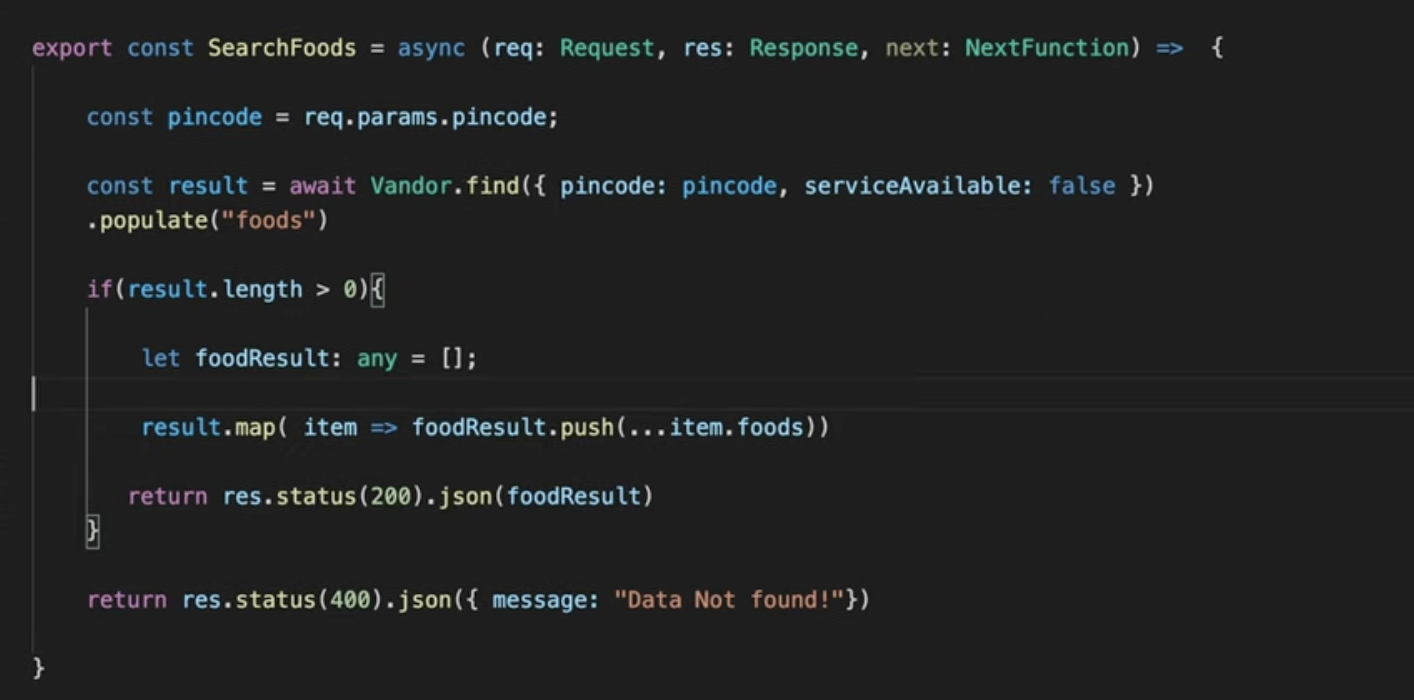 export const SearchFoods = async (req: Request, res: Response, next: NextFunction) => {
const pincode = req.params.pincode;
const result = await Vandor.find({ pincode: pincode, serviceAvailable: false })
.populate("foods")
if(result.length > 0){
let foodResult: any = [];
result.map( item => foodResult.push(...item.foods))
return res.status(200).json(foodResult)
}
return res.status(400).json({ message: "Data Not found!"})
}